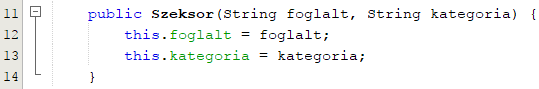 11 public Szeksor(String foglalt, String kategoria) {
12 this.foglalt = foglalt;
13 this.kategoria = kategoria;
14 }